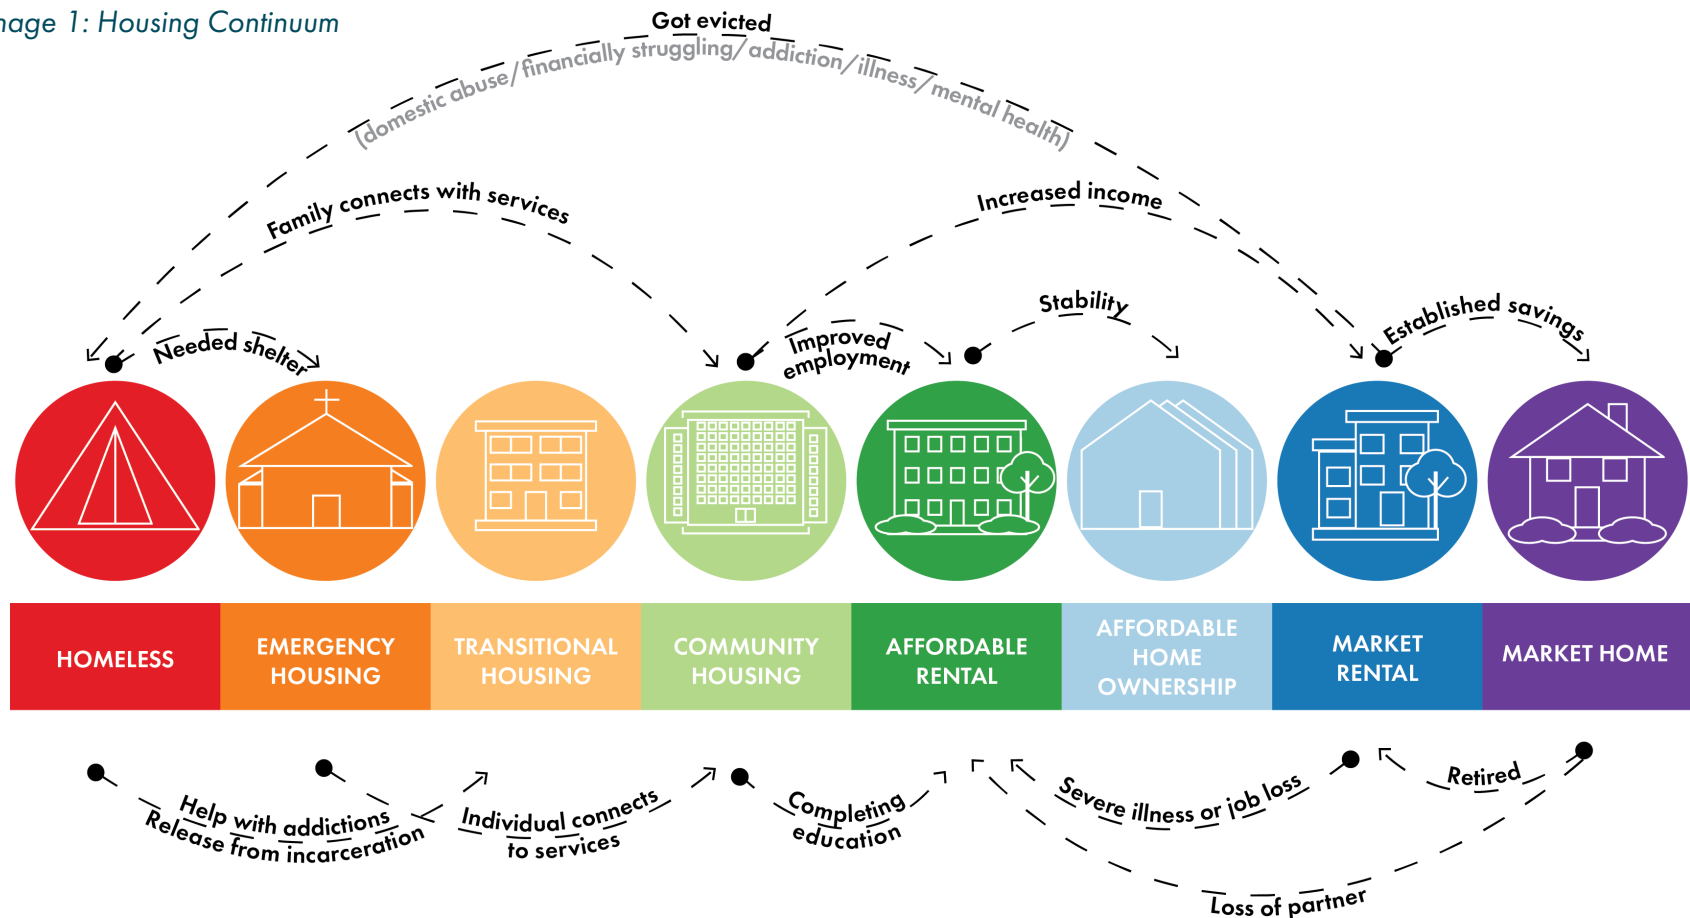 mage 1: Housing Continuum
Got evicted
(domestic abuse/financially struggling/addiction/illness/mental health)
Family connects with services
Increased income
Needed shelter
Improved
employment
Stability
Established savings
HOMELESS
EMERGENCY
HOUSING
TRANSITIONAL
HOUSING
COMMUNITY
HOUSING
AFFORDABLE
RENTAL
AFFORDABLE
HOME
OWNERSHIP
MARKET
RENTAL
MARKET HOME
Help with addictions
Release from incarceration
Individual connects
to services
Completing
education
Severe illness or job loss
Retired
Loss of partner